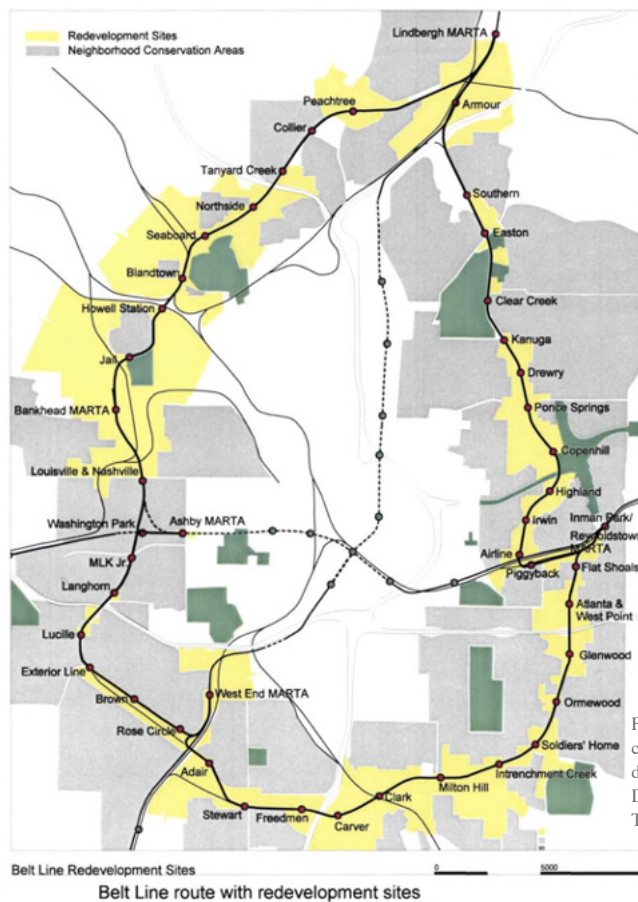 Redevelopment Sites
Neighborhood Conservation Areas
Lindbergh MARTA
Peachtree
Armour
Collier
Tanyard Creek
Northside
Southern
Seaboard
Easton
Blandtown
Howell Station
Clear Creek
Kanuga
Jail
Drewry
Bankhead MARTA
Ponce Springs
Copenhill
Louisville & Nashville
Highland
Washington Park
Ashby MARTA
Irwin
Inman Park/
Reynoldstown
MARTA
Airline
Piggyback
Flat Shoals
MLK Jr.
Langhorn
Atlanta
& West Point
Lucille
Glenwood
Exterior Line
West End MARTA
Brown
Ormewood
Rose Circle
Soldiers' Home
Adair
Intrenchment Creek
Milton Hill
Clark
Stewart
Freedmen
Carver
F
c
d
D
T
Belt Line Redevelopment Sites
0
5000
Belt Line route with redevelopment sites